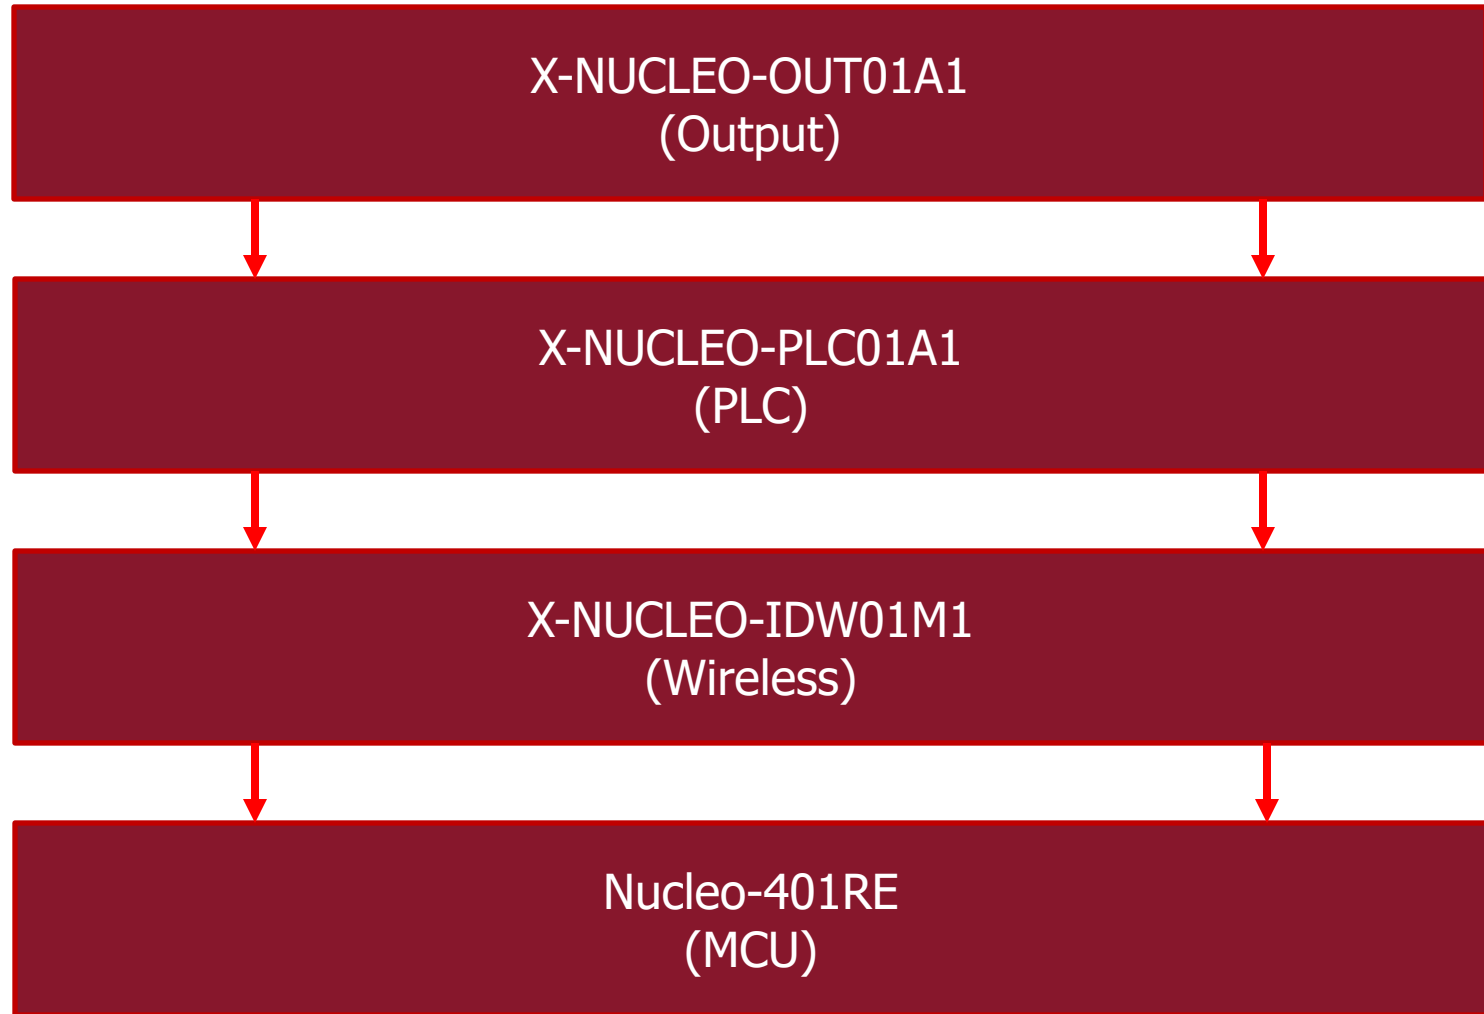 X-NUCLEO-OUT01A1
(Output)
X-NUCLEO-PLC01A1
(PLC)
X-NUCLEO-IDW01M1
(Wireless)
Nucleo-401RE
(MCU)